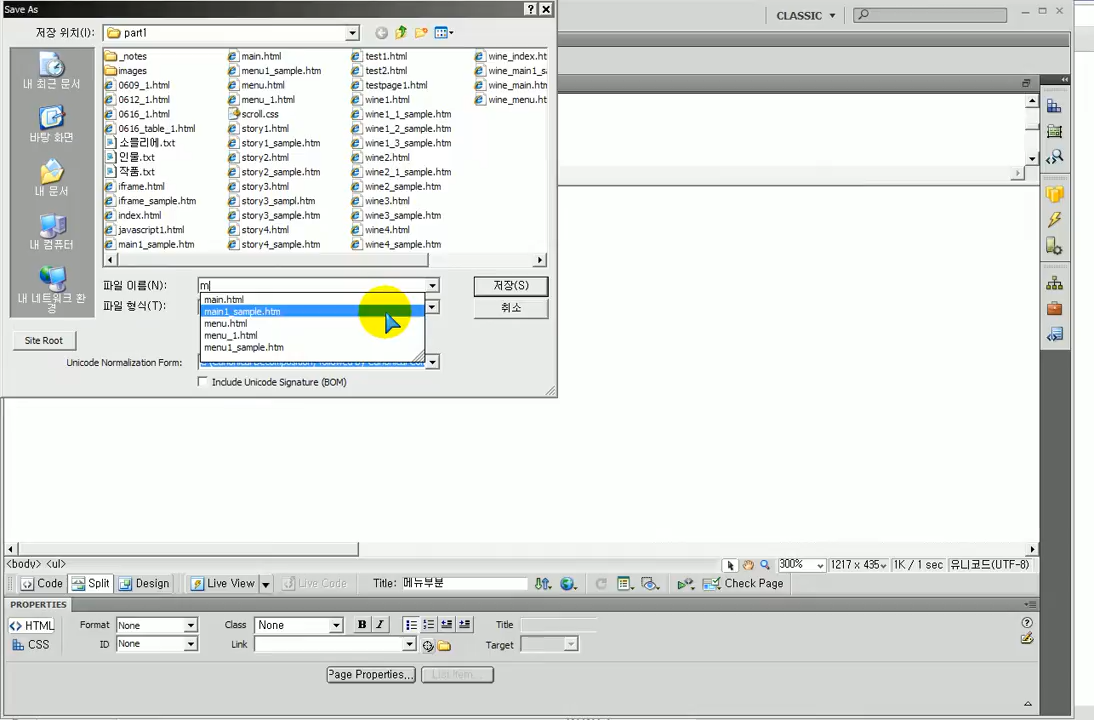 Save As
CLASSIC
저장 위치(I):
part1
내 최근 문서
바탕 화면
내 문서
내 컴퓨터
내 네트워크 환
경
_notes
images
0609_1.html
0612_1.html
0616_1.html
0616_table_1.html
소믈리에.txt
인물.txt
작품.txt
iframe.html
iframe_sample.htm
index.html
javascript1.html
main1_sample.htm
main.html
menu1_sample.htm
menu.html
menu_1.html
scroll.css
story1.html
story1_sample.htm
story2.html
story2_sample.htm
story3.html
story3_sampl.htm
story3_sample.htm
story4.html
story4_sample.htm
test1.html
test2.html
testpage1.html
wine1.html
wine1_1_sample.htm
wine1_2_sample.htm
wine1_3_sample.htm
wine2.html
wine2_1_sample.htm
wine2_sample.htm
wine3.html
wine3_sample.htm
wine4.html
wine4_sample.htm
wine_index.ht
wine_main1_s
wine_main.htm
wine_menu.ht
파일 이름(N):
m
저장(S)
파일 형식(T):
취소
main.html
main1_sample.htm
menu.html
menu_1.html
menu1_sample.htm
Site Root
Unicode Normalization Form:
Include Unicode Signature (BOM)
<body> <ul>
300%
1217 x 435
1K / 1 sec
유니코드(UTF-8)
Code
Split
Design
Live View
Live Code
Title:
메뉴부분
Check Page
PROPERTIES
<> HTML
Format
None
Class
None
B
I
Title
CSS
ID
None
Link
Target
Page Properties...
List Item...